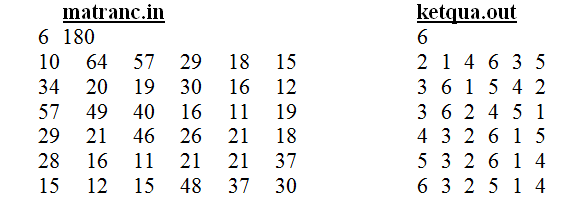 matranc.in ketqua.out
6 180 6
10 64 57 29 18 15 2 1 4 6 3 5
34 20 19 30 16 12 3 6 1 5 4 2
57 49 40 16 11 19 3 6 2 4 5 1
29 21 46 26 21 18 4 3 2 6 1 5
28 16 11 21 21 37 5 3 2 6 1 4
15 12 15 48 37 30 6 3 2 5 1 4